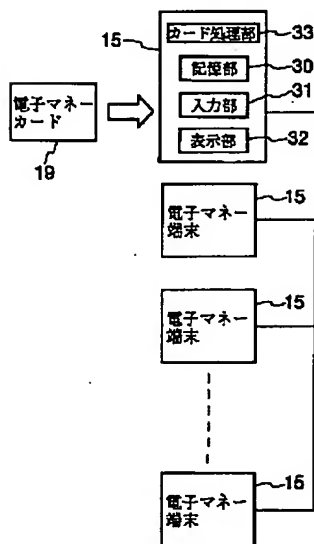 15
カード処理部
33
記憶部
30
入力部
31
表示部
32
電子マネー
カード
19
15
電子マネー
端末
15
電子マネー
端末
15
電子マネー
端末